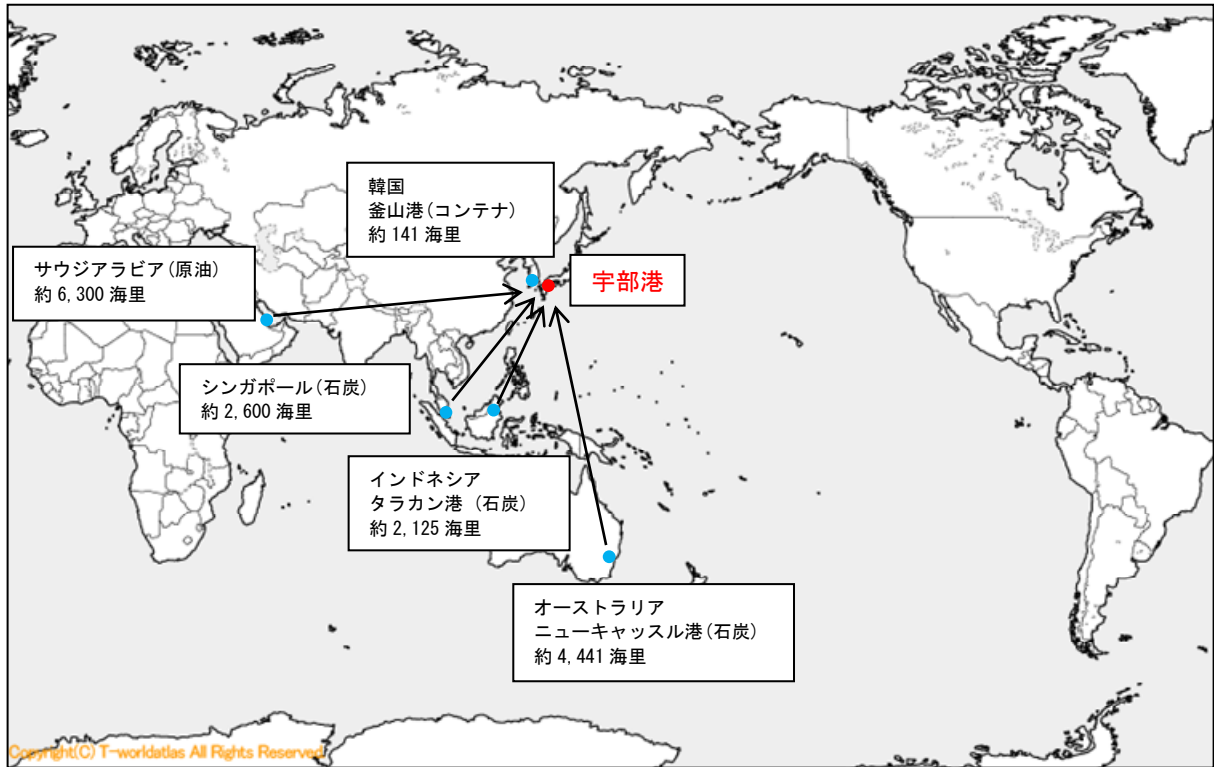 韓国
釜山港(コンテナ)
約 141 海里
サウジアラビア(原油)
約 6,300 海里
宇部港
シンガポール(石炭)
約 2,600 海里
インドネシア
タラカン港 (石炭)
約 2,125 海里
オーストラリア
ニューキャッスル港(石炭)
約 4,441 海里
Copyright(C) T-worldatlas All Rights Reserved